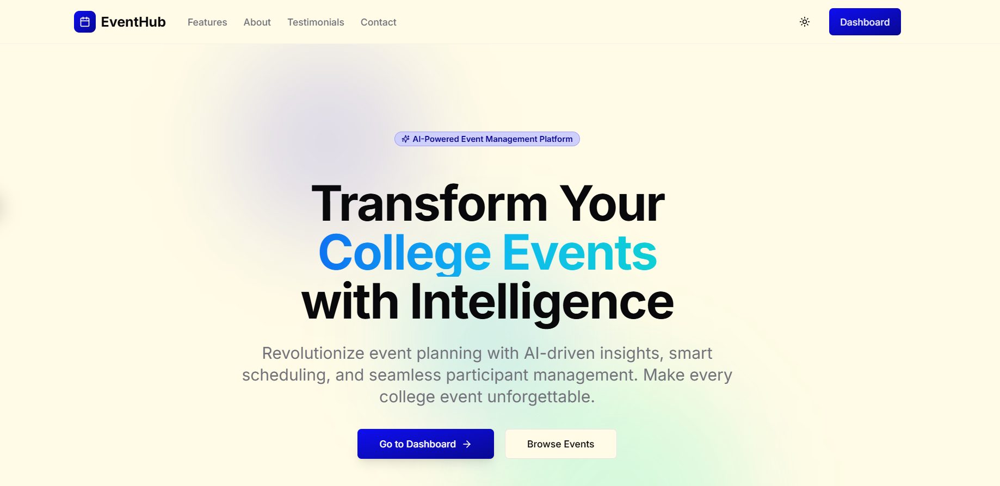 EventHub
Features
About
Testimonials
Contact
Dashboard
AI-Powered Event Management Platform
Transform Your
College Events
with Intelligence
Revolutionize event planning with AI-driven insights, smart
scheduling, and seamless participant management. Make every
college event unforgettable.
Go to Dashboard
Browse Events